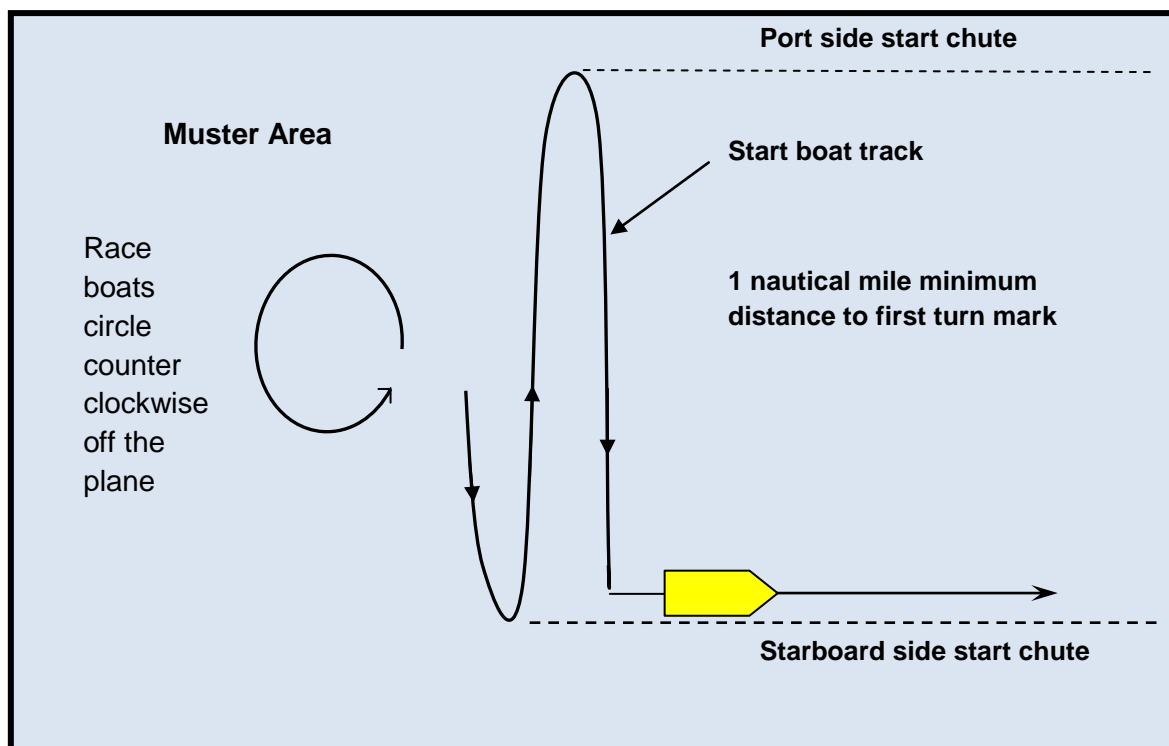 Port side start chute
Muster Area
Start boat track
Race
boats
circle
counter
clockwise
off the
plane
1 nautical mile minimum
distance to first turn mark
Starboard side start chute